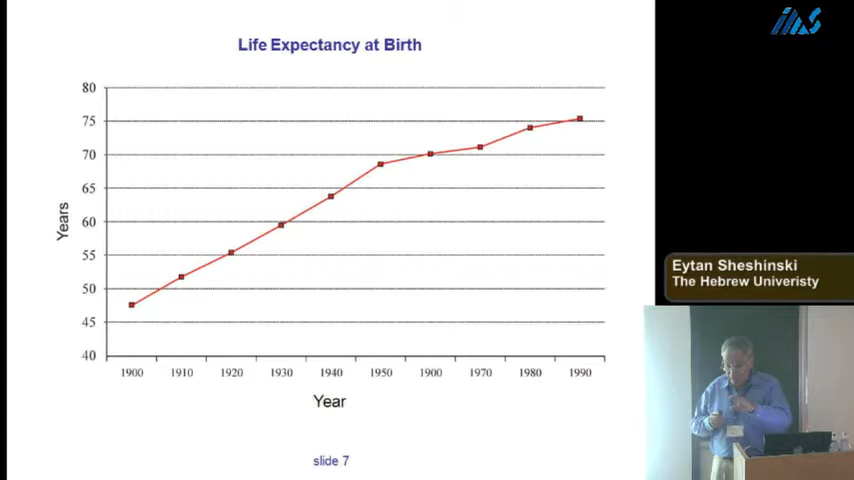 Life Expectancy at Birth
80
75
70
65
60
55
50
45
40
Years
1900 1910 1920 1930 1940 1950 1900 1970 1980 1990
Year
slide 7
IIAS
Eytan Sheshinski
The Hebrew Univeristy